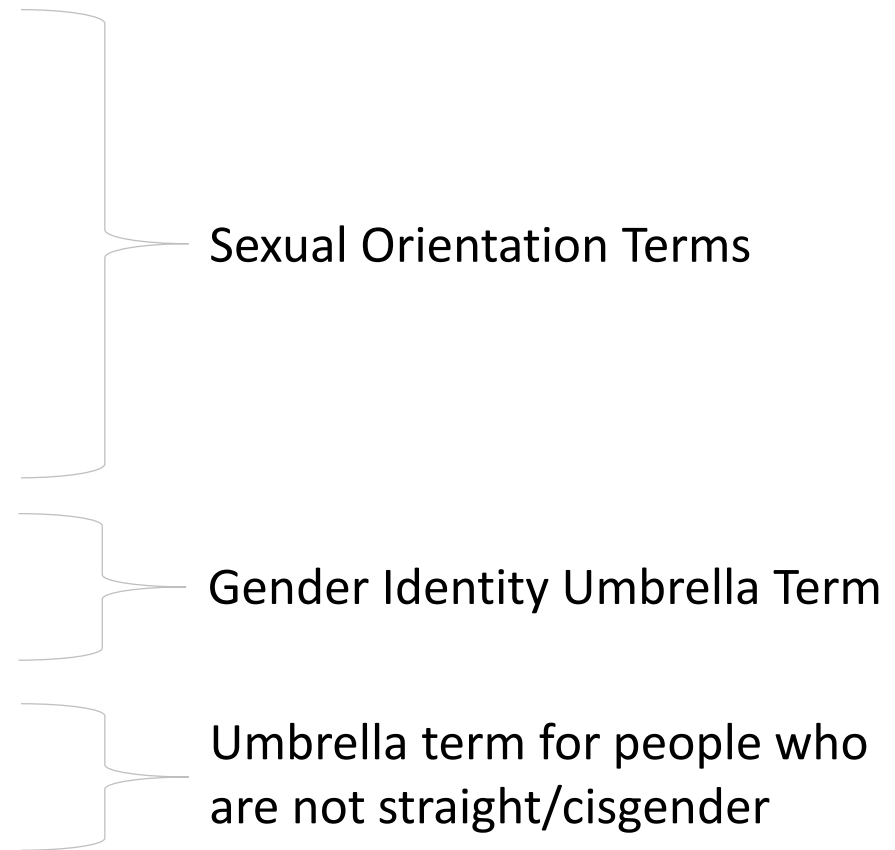 Sexual Orientation Terms
Gender Identity Umbrella Term
Umbrella term for people who
are not straight/cisgender